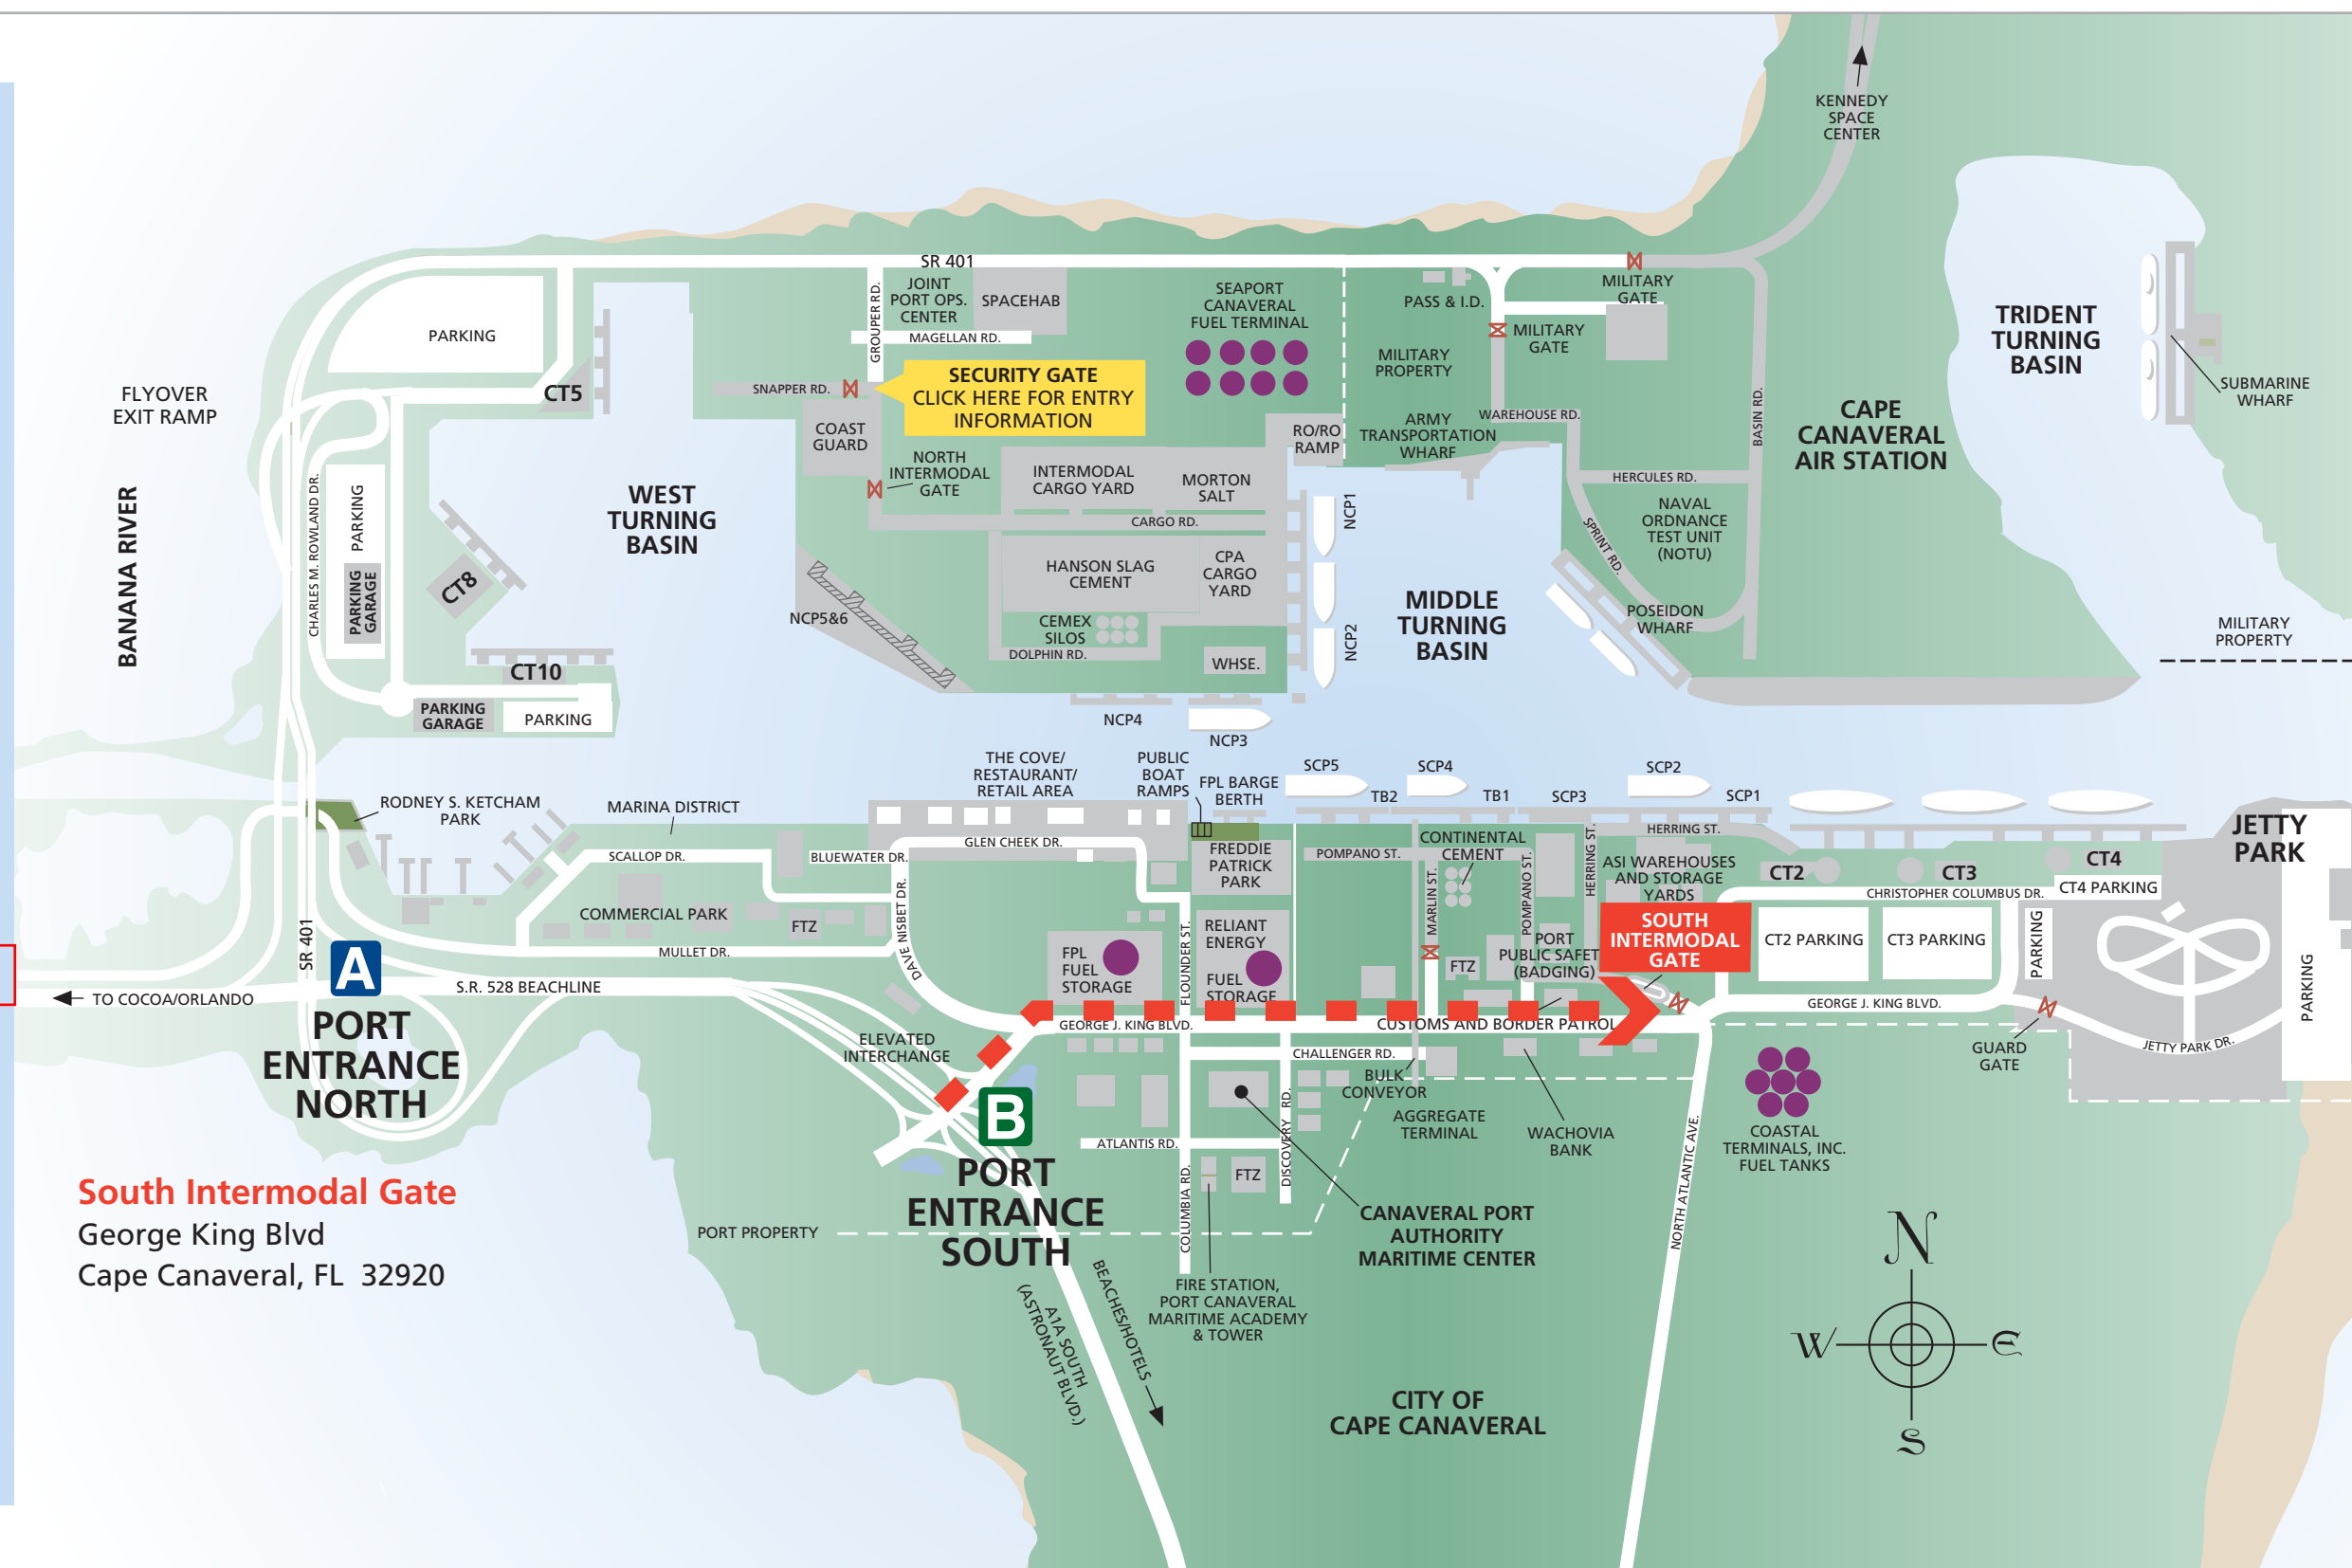 KENNEDY
SPACE
CENTER
SR 401
MILITARY
GATE
JOINT
PORT OPS.
CENTER
SPACEHAB
GROUPER RD.
MAGELLAN RD.
SEAPORT
CANAVERAL
FUEL TERMINAL
PASS & I.D.
MILITARY
GATE
MILITARY
PROPERTY
TRIDENT
TURNING
BASIN
SUBMARINE
WHARF
PARKING
CT5
FLYOVER
EXIT RAMP
SNAPPER RD.
SECURITY GATE
CLICK HERE FOR ENTRY
INFORMATION
COAST
GUARD
NORTH
INTERMODAL
GATE
INTERMODAL
CARGO YARD
MORTON
SALT
RO/RO
RAMP
ARMY
TRANSPORTATION
WHARF
WAREHOUSE RD.
BASIN RD.
CAPE
CANAVERAL
AIR STATION
HERCULES RD.
NAVAL
ORDNANCE
TEST UNIT
(NOTU)
SPRINT RD.
BANANA RIVER
CHARLES M. ROWLAND DR.
PARKING
PARKING
GARAGE
CT8
WEST
TURNING
BASIN
CARGO RD.
NCP1
HANSON SLAG
CEMENT
CPA
CARGO
YARD
NCP5&6
CEMEX
SILOS
DOLPHIN RD.
WHSE.
NCP2
MIDDLE
TURNING
BASIN
POSEIDON
WHARF
MILITARY
PROPERTY
CT10
PARKING
GARAGE
PARKING
NCP4
NCP3
THE COVE/
RESTAURANT/
RETAIL AREA
PUBLIC
BOAT
RAMPS
FPL BARGE
BERTH
SCP5
TB2
SCP4
TB1
SCP3
SCP2
SCP1
RODNEY S. KETCHAM
PARK
MARINA DISTRICT
SCALLOP DR.
BLUEWATER DR.
GLEN CHEEK DR.
FREDDIE
PATRICK
PARK
POMPANO ST.
CONTINENTAL
CEMENT
HERRING ST.
HERRING ST.
ASI WAREHOUSES
AND STORAGE
YARDS
CT2
CT3
CT4
JETTY
PARK
CHRISTOPHER COLUMBUS DR.
CT4 PARKING
COMMERCIAL PARK
FTZ
DAVE NISBET DR.
MULLET DR.
SR 401
A
S.R. 528 BEACHLINE
TO COCOA/ORLANDO
PORT
ENTRANCE
NORTH
FPL
FUEL
STORAGE
FLOUNDER ST.
RELIANT
ENERGY
FUEL
STORAGE
MARLIN ST.
POMPANO ST.
FTZ
PORT
PUBLIC SAFET
(BADGING)
SOUTH
INTERMODAL
GATE
CT2 PARKING
CT3 PARKING
PARKING
PARKING
GEORGE J. KING BLVD.
CUSTOMS AND BORDER PATROL
GEORGE J. KING BLVD.
GUARD
GATE
JETTY PARK DR.
ELEVATED
INTERCHANGE
CHALLENGER RD.
BULK
CONVEYOR
AGGREGATE
TERMINAL
WACHOVIA
BANK
COASTAL
TERMINALS, INC.
FUEL TANKS
B
PORT
ENTRANCE
SOUTH
ATLANTIS RD.
COLUMBIA RD.
FTZ
DISCOVERY RD.
NORTH ATLANTIC AVE.
CANAVERAL PORT
AUTHORITY
MARITIME CENTER
PORT PROPERTY
South Intermodal Gate
George King Blvd
Cape Canaveral, FL 32920
BEACHES/HOTELS
A1A SOUTH
(ASTRONAUT BLVD.)
FIRE STATION,
PORT CANAVERAL
MARITIME ACADEMY
& TOWER
CITY OF
CAPE CANAVERAL
N
W
E
S